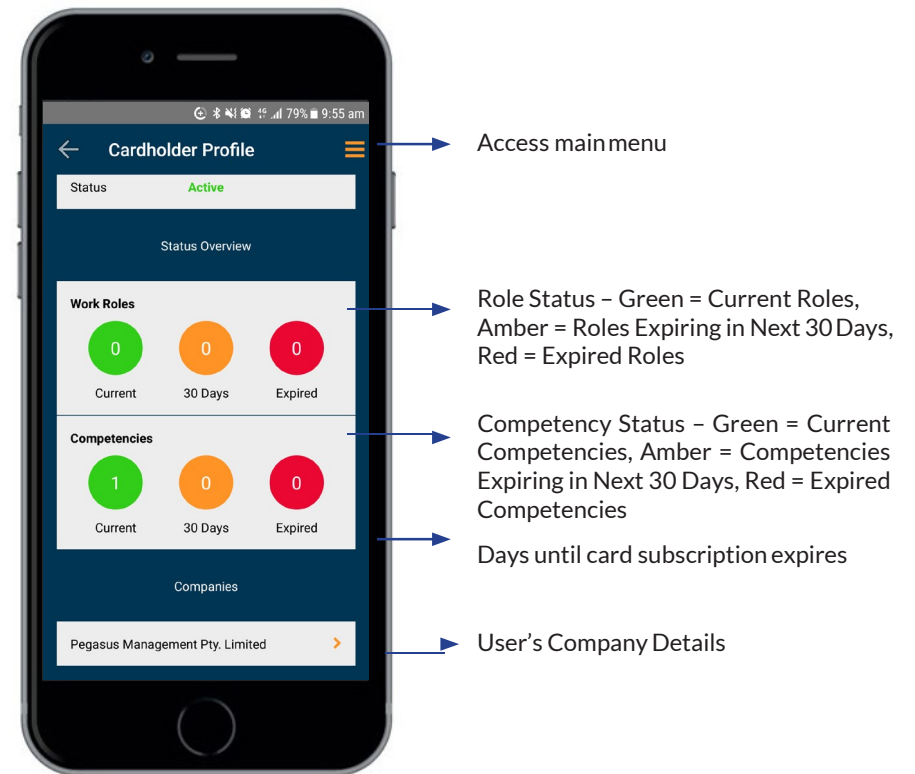 4G 79% 9:55 am
Cardholder Profile
Access main menu
Status Active
Status Overview
Work Roles
0 0 0
Current 30 Days Expired
Role Status – Green = Current Roles,
Amber = Roles Expiring in Next 30 Days,
Red = Expired Roles
Competencies
1 0 0
Current 30 Days Expired
Competency Status – Green = Current
Competencies, Amber = Competencies
Expiring in Next 30 Days, Red = Expired
Competencies
Days until card subscription expires
Companies
Pegasus Management Pty. Limited
User's Company Details